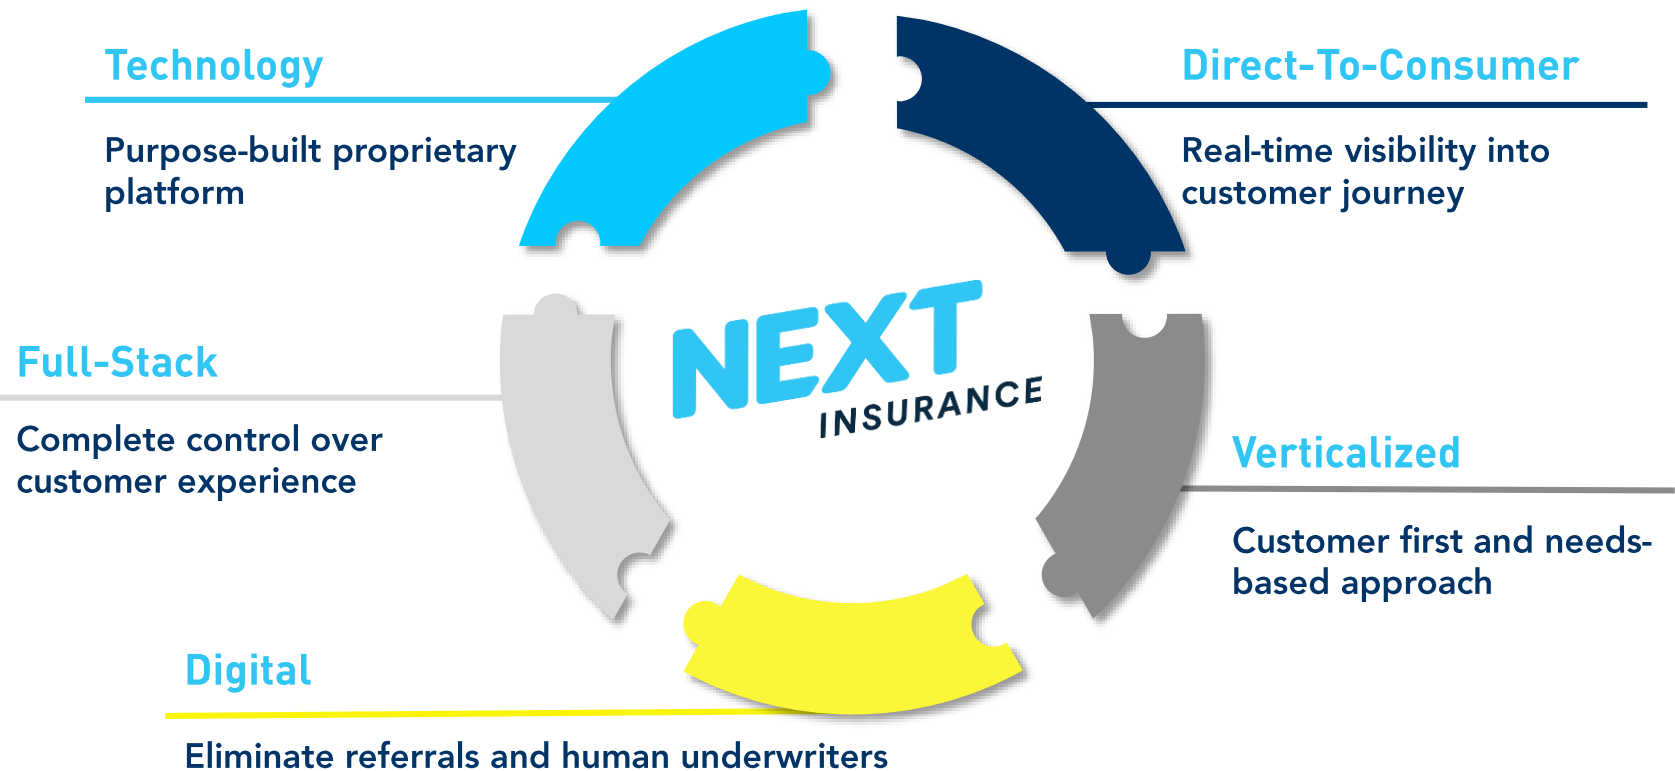 Technology
Purpose-built proprietary
platform
Direct-To-Consumer
Real-time visibility into
customer journey
Full-Stack
Complete control over
customer experience
NEXT
INSURANCE
Verticalized
Customer first and needs-
based approach
Digital
Eliminate referrals and human underwriters